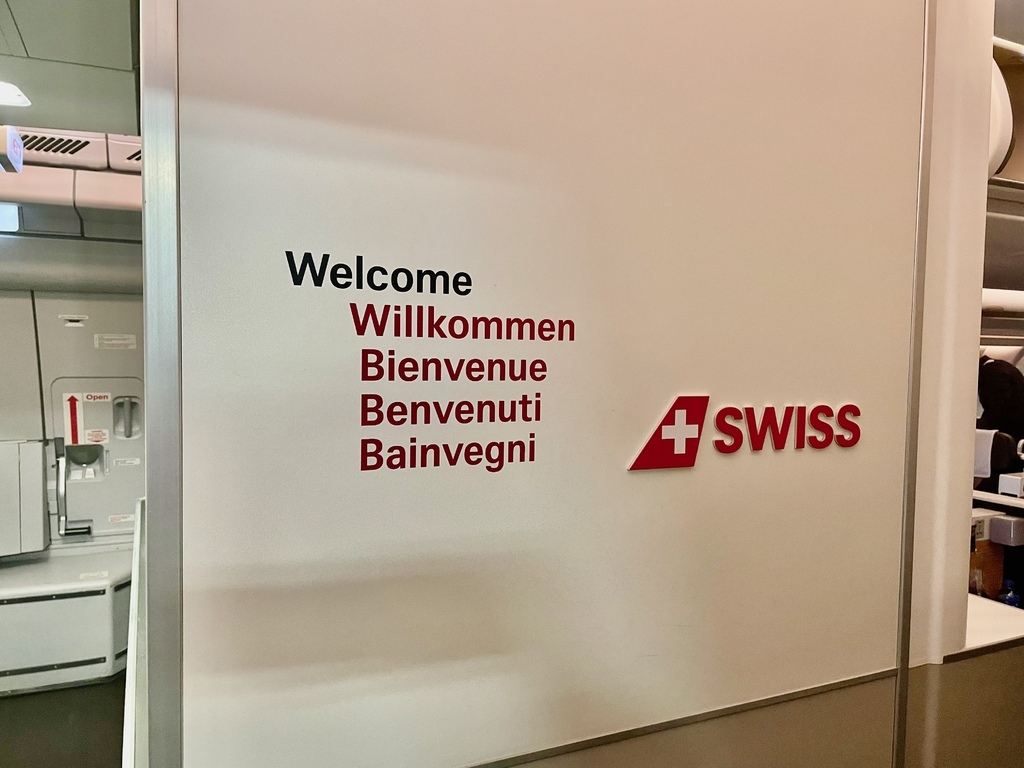 Welcome
Willkommen
Bienvenue
Benvenuti
Bainvegni
SWISS
Open